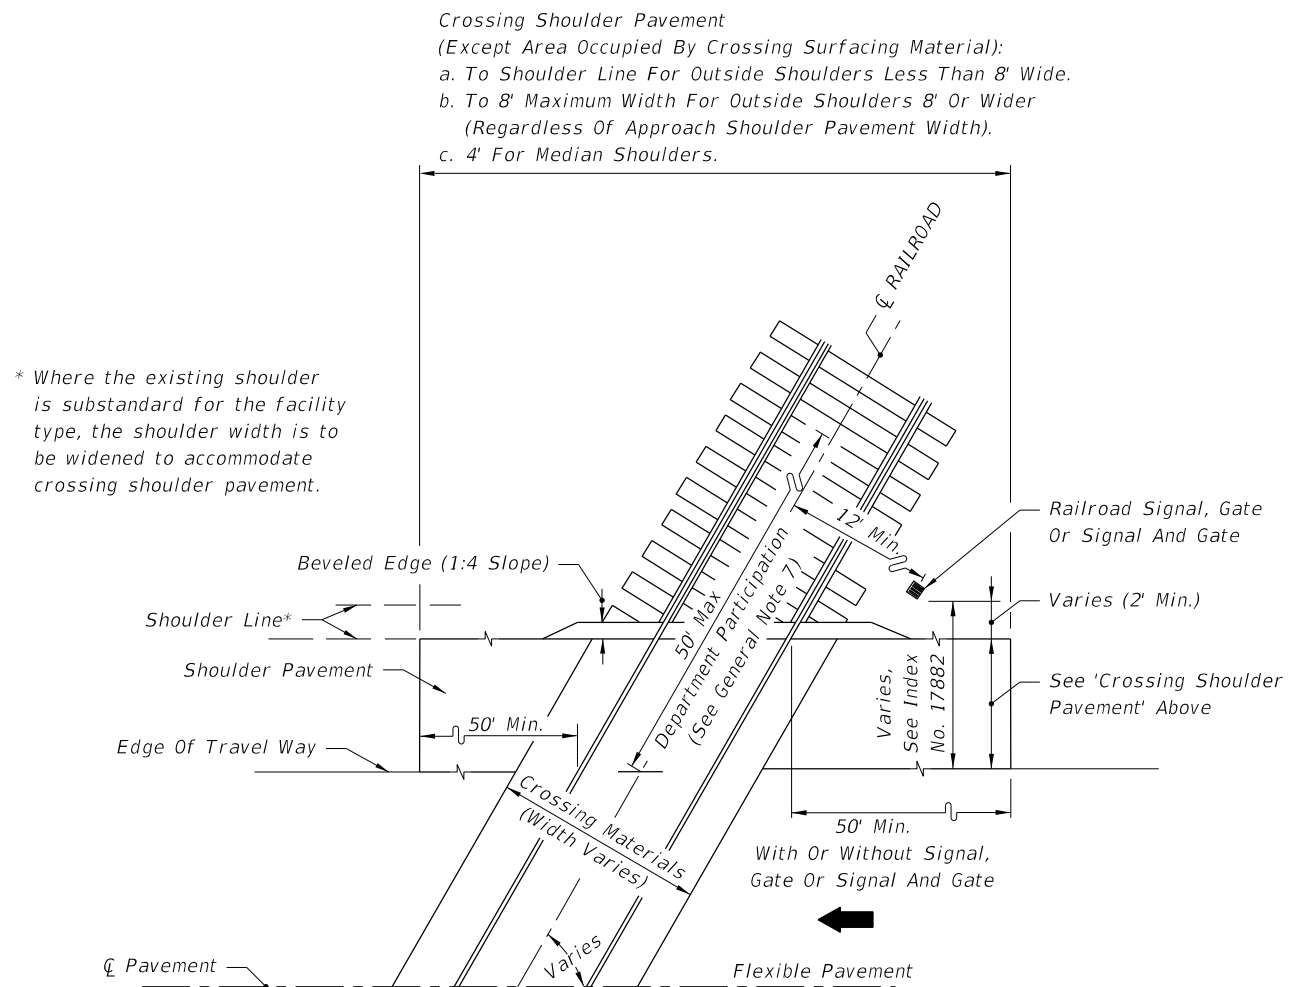 Crossing Shoulder Pavement
(Except Area Occupied By Crossing Surfacing Material):
a. To Shoulder Line For Outside Shoulders Less Than 8' Wide.
b. To 8' Maximum Width For Outside Shoulders 8' Or Wider
(Regardless Of Approach Shoulder Pavement Width).
c. 4' For Median Shoulders.
℄ RAILROAD
* Where the existing shoulder
is substandard for the facility
type, the shoulder width is to
be widened to accommodate
crossing shoulder pavement.
Railroad Signal, Gate
Or Signal And Gate
12' Min.
Beveled Edge (1:4 Slope)
Varies (2' Min.)
Shoulder Line*
50' Max
Department Participation
(See General Note 7)
Shoulder Pavement
Varies,
See Index
No. 17882
See 'Crossing Shoulder
Pavement' Above
50' Min.
Edge Of Travel Way
Crossing Materials
(Width Varies)
50' Min.
With Or Without Signal,
Gate Or Signal And Gate
Varies
℄ Pavement
Flexible Pavement